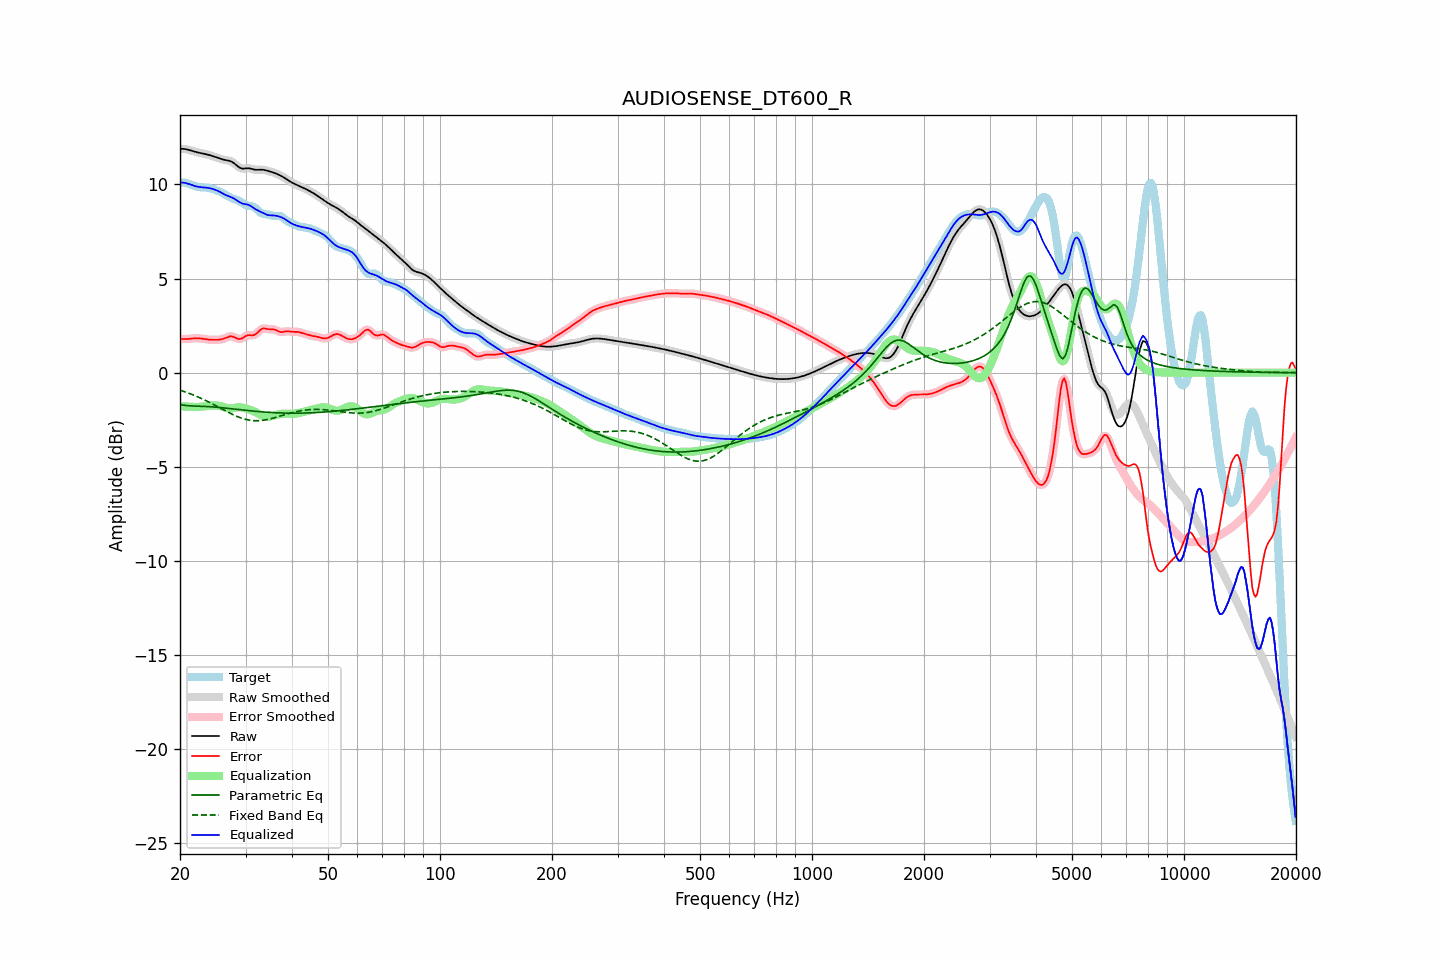 AUDIOSENSE_DT600_R
Amplitude (dBr)
10
5
0
−5
−10
−15
−20
−25
Target
Raw Smoothed
Error Smoothed
Raw
Error
Equalization
Parametric Eq
Fixed Band Eq
Equalized
20 50 100 200 500 1000 2000 5000 10000 20000
Frequency (Hz)